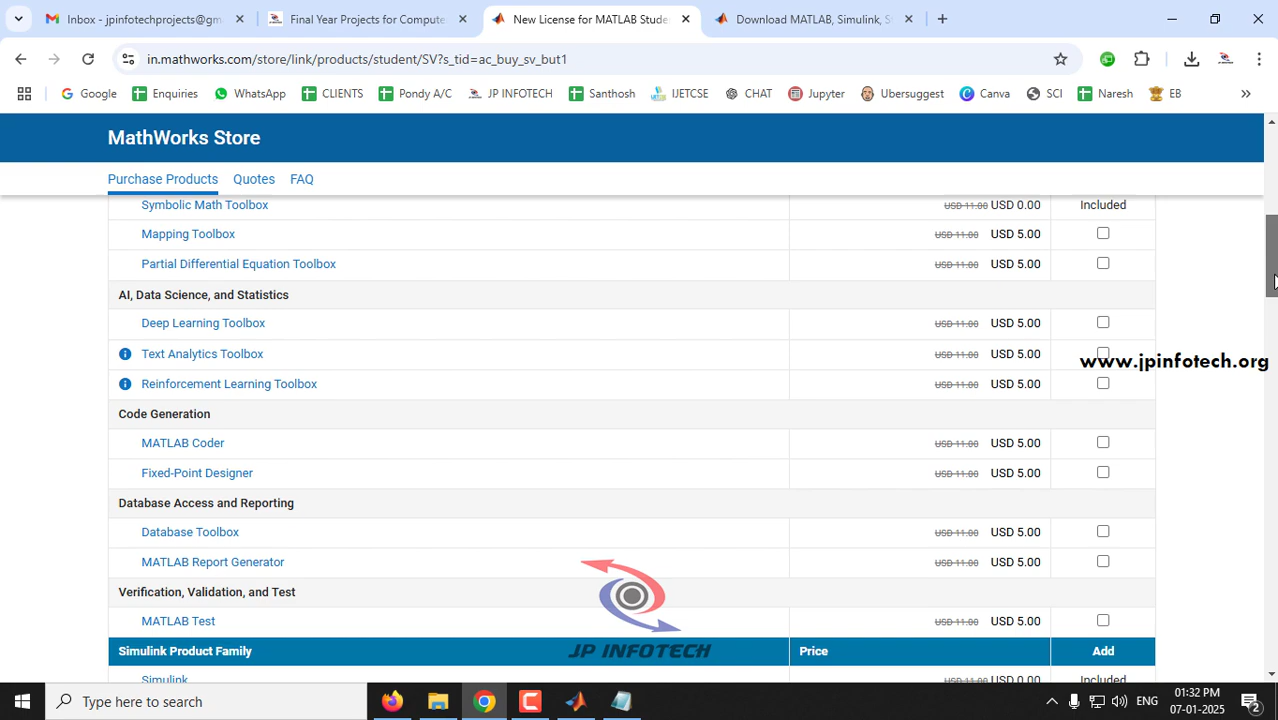 Inbox - jpinfotechprojects@gm
Final Year Projects for Compute
New License for MATLAB Stude
Download MATLAB, Simulink, S
in.mathworks.com/store/link/products/student/SV?s_tid=ac_buy_sv_but1
Google Enquiries WhatsApp CLIENTS Pondy A/C JP INFOTECH Santhosh IJETCSE CHAT Jupyter Ubersuggest Canva SCI Naresh EB
MathWorks Store
Purchase Products Quotes FAQ
Symbolic Math Toolbox USD 11.00 USD 0.00 Included
Mapping Toolbox USD 11.00 USD 5.00
Partial Differential Equation Toolbox USD 11.00 USD 5.00
AI, Data Science, and Statistics
Deep Learning Toolbox USD 11.00 USD 5.00
Text Analytics Toolbox USD 11.00 USD 5.00
www.jpinfotech.org
Reinforcement Learning Toolbox USD 11.00 USD 5.00
Code Generation
MATLAB Coder USD 11.00 USD 5.00
Fixed-Point Designer USD 11.00 USD 5.00
Database Access and Reporting
Database Toolbox USD 11.00 USD 5.00
MATLAB Report Generator USD 11.00 USD 5.00
Verification, Validation, and Test
MATLAB Test USD 11.00 USD 5.00
JP INFOTECH
Simulink Product Family Price Add
Simulink USD 11.00 USD 0.00 Included
Type here to search
ENG
01:32 PM
07-01-2025
2